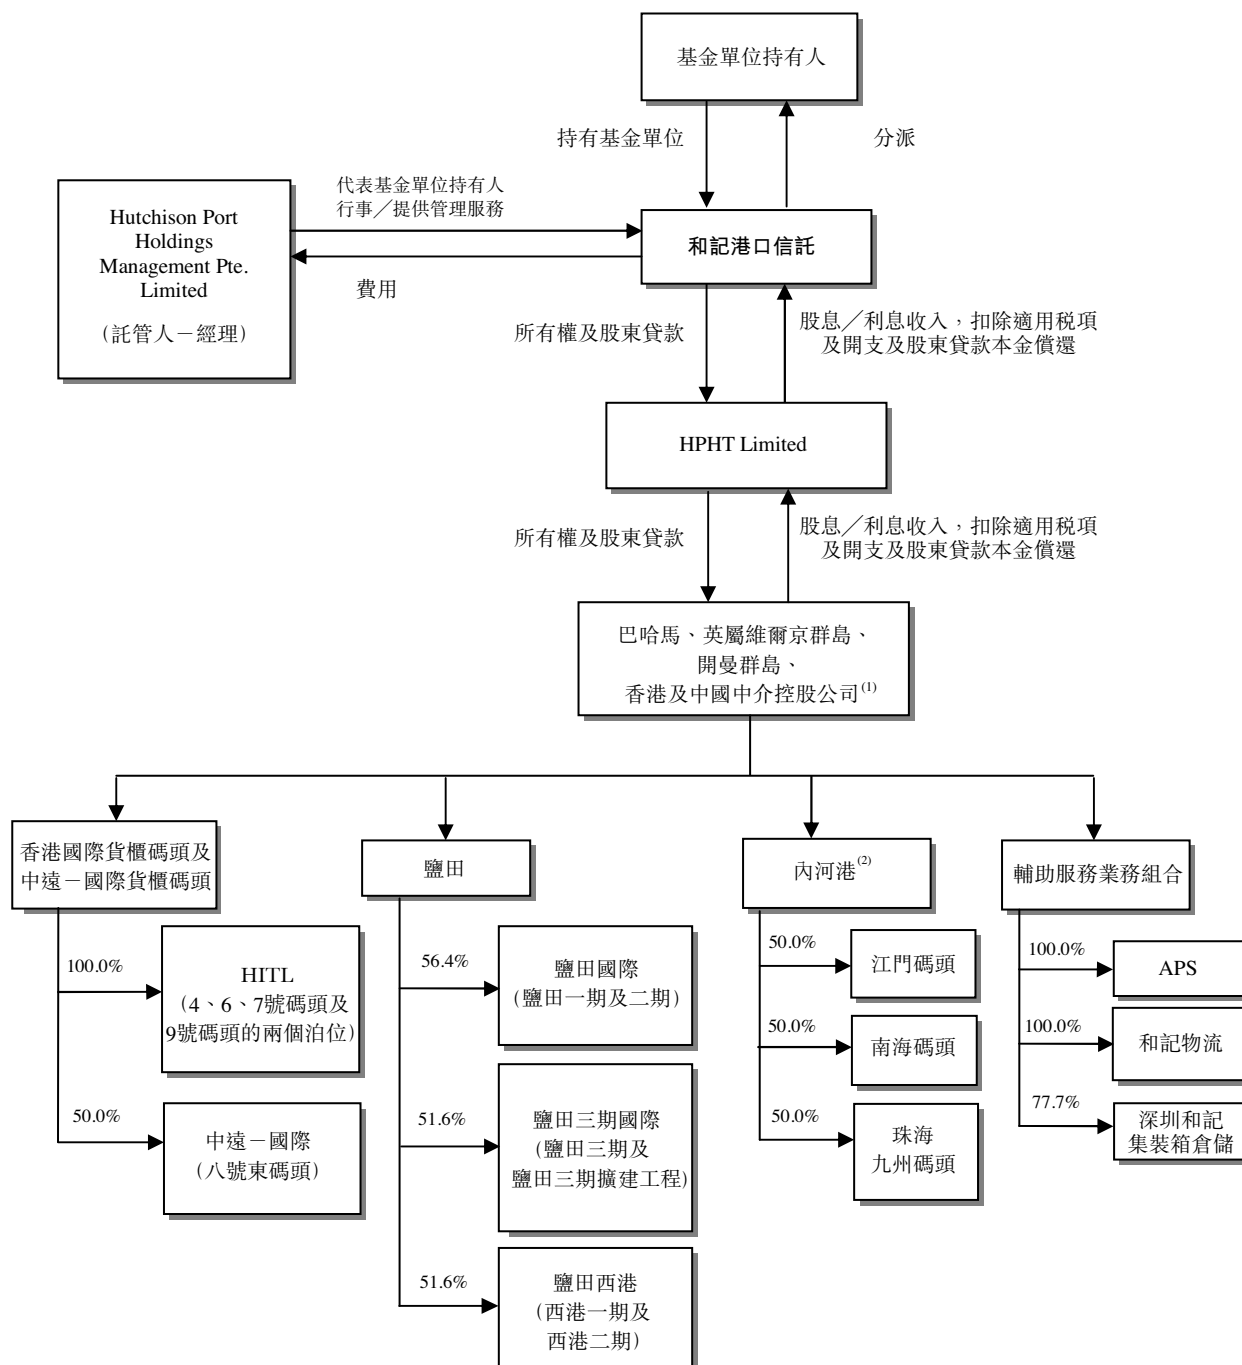 基金單位持有人
持有基金單位
分派
代表基金單位持有人
行事／提供管理服務
Hutchison Port
Holdings
Management Pte.
Limited
（託管人－經理）
和記港口信託
費用
所有權及股東貸款
股息／利息收入，扣除適用稅項
及開支及股東貸款本金償還
HPHT Limited
所有權及股東貸款
股息／利息收入，扣除適用稅項
及開支及股東貸款本金償還
巴哈馬、英屬維爾京群島、
開曼群島、
香港及中國中介控股公司(1)
香港國際貨櫃碼頭及
中遠－國際貨櫃碼頭
鹽田
內河港(2)
輔助服務業務組合
100.0%
HITL
（4、6、7號碼頭及
9號碼頭的兩個泊位）
50.0%
中遠－國際
（八號東碼頭）
56.4%
鹽田國際
（鹽田一期及二期）
51.6%
鹽田三期國際
（鹽田三期及
鹽田三期擴建工程）
51.6%
鹽田西港
（西港一期及
西港二期）
50.0%
江門碼頭
50.0%
南海碼頭
50.0%
珠海
九州碼頭
100.0%
APS
100.0%
和記物流
77.7%
深圳和記
集裝箱倉儲